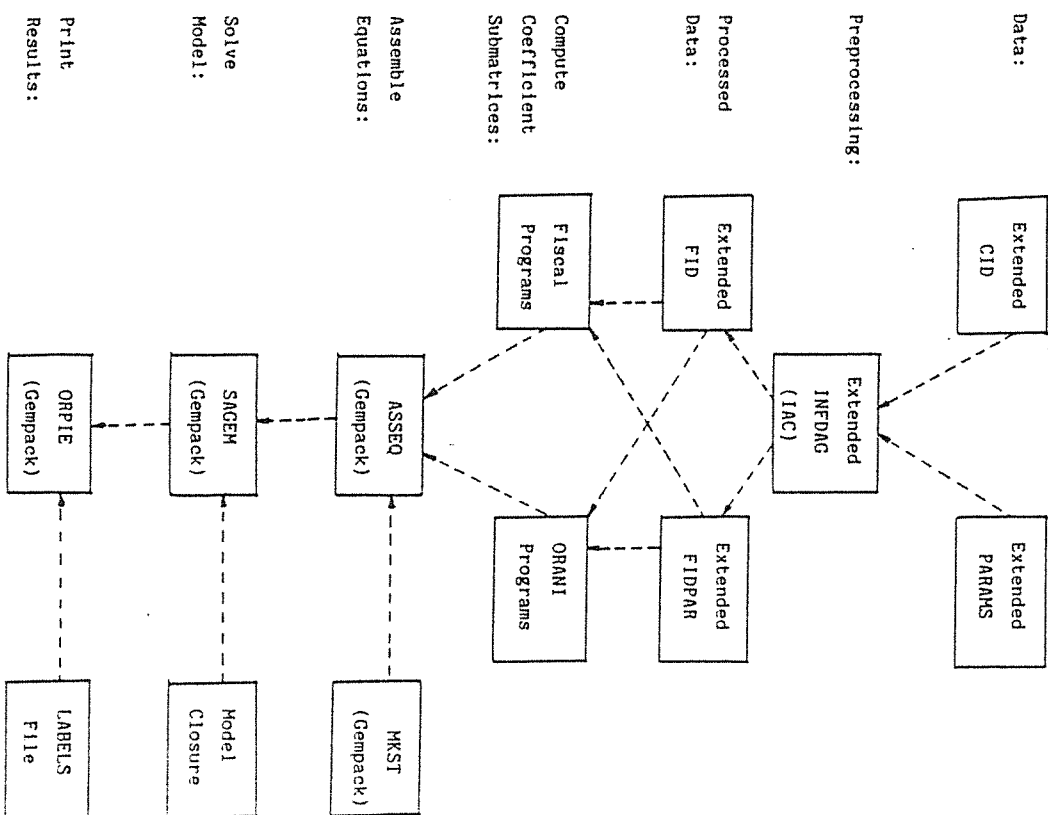 Data:
Extended
CID
Extended
PARAMS
Preprocessing:
Extended
INFDAG
(IAC)
Processed
Data:
Extended
FID
Extended
FIDPAR
Compute
Coefficient
Submatrices:
Fiscal
Programs
ORANI
Programs
Assemble
Equations:
ASSEQ
(Gempack)
MKST
(Gempack)
Solve
Model:
SAGEM
(Gempack)
Model
Closure
Print
Results:
ORPIE
(Gempack)
LABELS
File